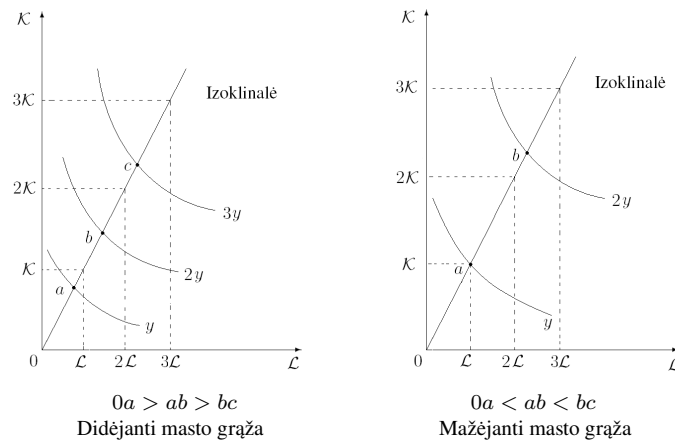 𝒦
Izoklinalė
3𝒦
2𝒦
𝒦
c
b
a
3y
2y
y
0
ℒ
2ℒ
3ℒ
ℒ
0a > ab > bc
Didėjanti masto grąža
𝒦
Izoklinalė
3𝒦
2𝒦
𝒦
b
a
2y
y
0
ℒ
2ℒ
3ℒ
ℒ
0a < ab < bc
Mažėjanti masto grąža